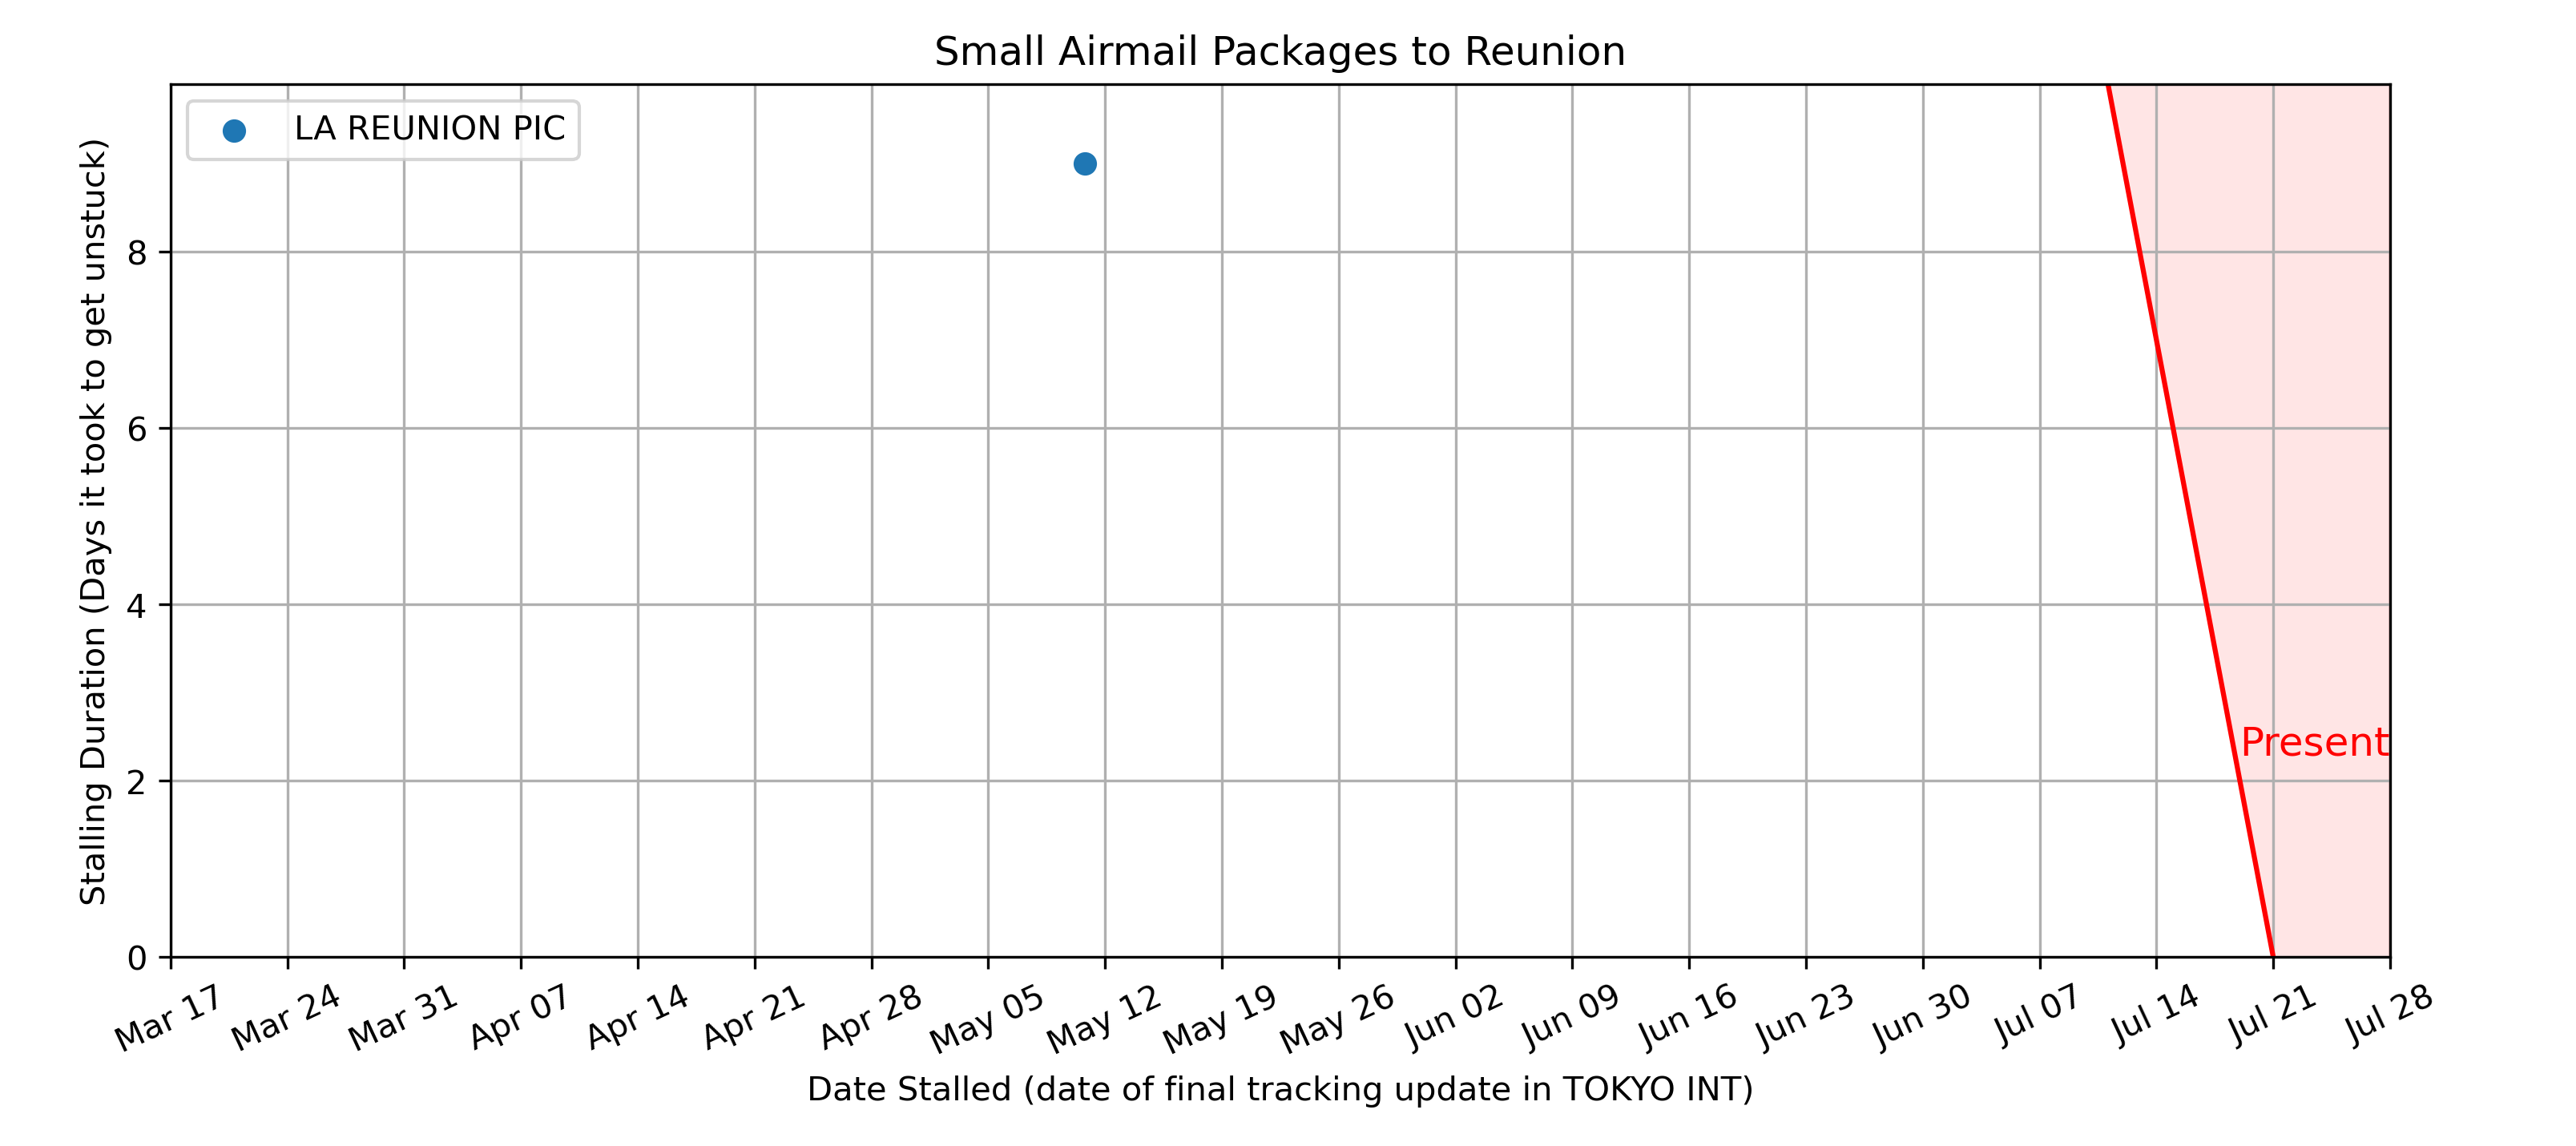 Small Airmail Packages to Reunion
LA REUNION PIC
Stalling Duration (Days it took to get unstuck)
8
6
4
2
0
Present
Mar 17
Mar 24
Mar 31
Apr 07
Apr 14
Apr 21
Apr 28
May 05
May 12
May 19
May 26
Jun 02
Jun 09
Jun 16
Jun 23
Jun 30
Jul 07
Jul 14
Jul 21
Jul 28
Date Stalled (date of final tracking update in TOKYO INT)